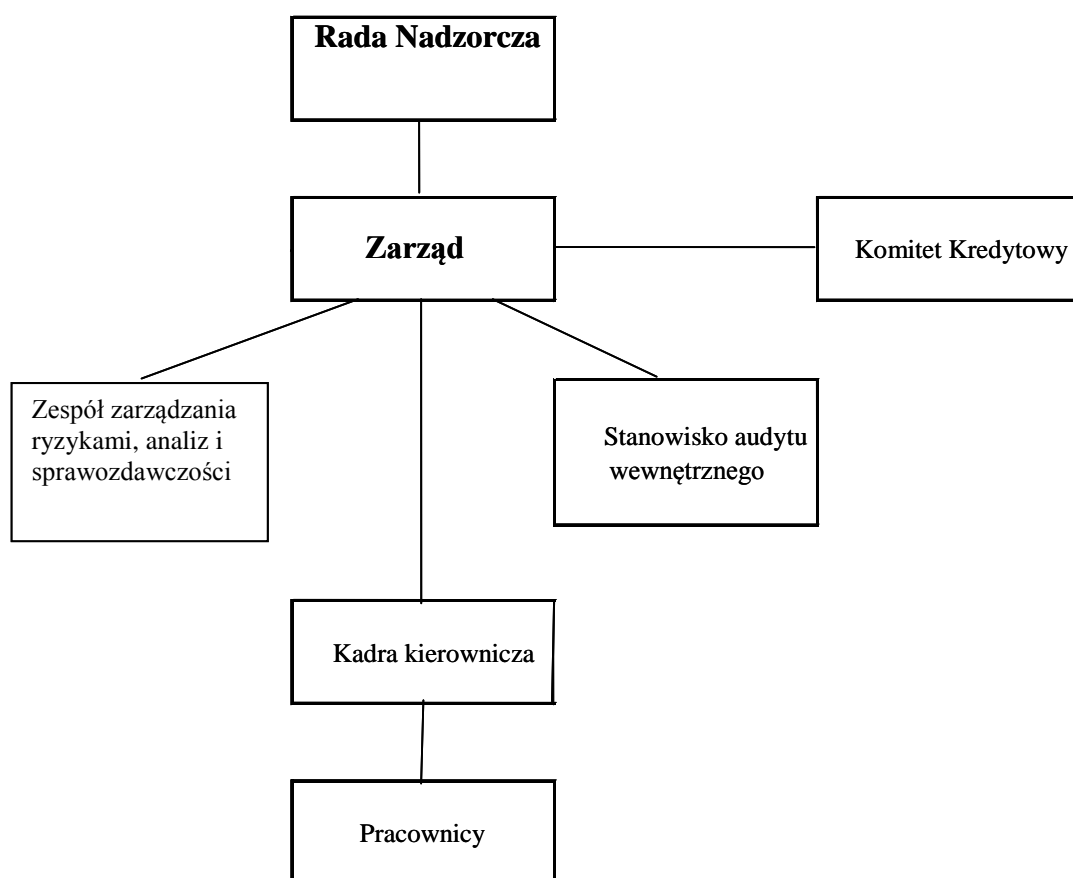 Rada Nadzorcza
Zarząd
Komitet Kredytowy
Zespół zarządzania
ryzykami, analiz i
sprawozdawczości
Stanowisko audytu
wewnętrznego
Kadra kierownicza
Pracownicy